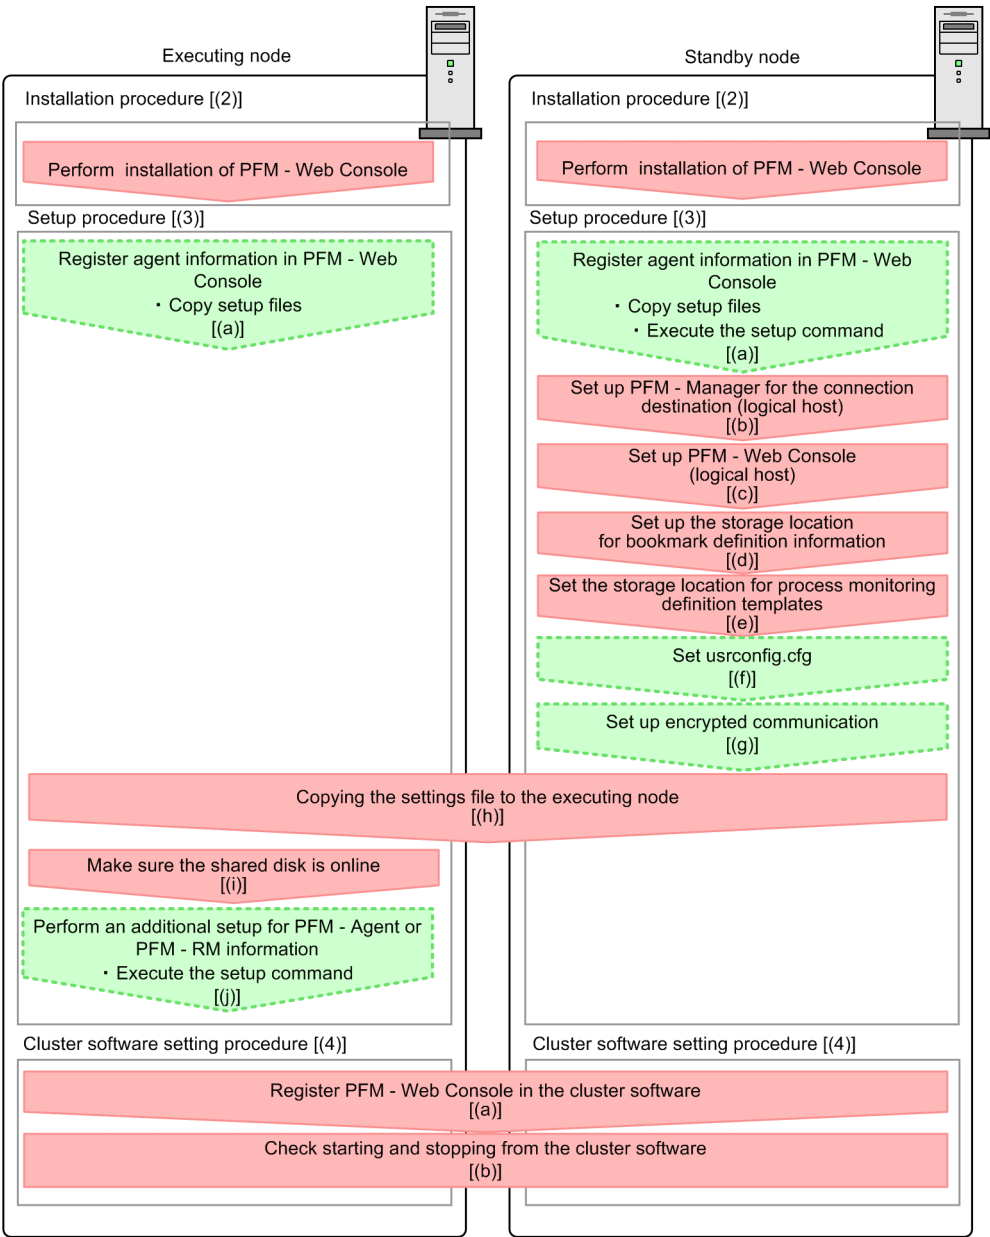 Executing node
Installation procedure [(2)]
Perform  installation of PFM - Web Console
Setup procedure [(3)]
Register agent information in PFM - Web
Console
・Copy setup files
[(a)]
Standby node
Installation procedure [(2)]
Perform  installation of PFM - Web Console
Setup procedure [(3)]
Register agent information in PFM - Web
Console
・Copy setup files
・Execute the setup command
[(a)]
Set up PFM - Manager for the connection
destination (logical host)
[(b)]
Set up PFM - Web Console
(logical host)
[(c)]
Set up the storage location
for bookmark definition information
[(d)]
Set the storage location for process monitoring
definition templates
[(e)]
Set usrconfig.cfg
[(f)]
Set up encrypted communication
[(g)]
Copying the settings file to the executing node
[(h)]
Make sure the shared disk is online
[(i)]
Perform an additional setup for PFM - Agent or
PFM - RM information
・Execute the setup command
[(j)]
Cluster software setting procedure [(4)]
Cluster software setting procedure [(4)]
Register PFM - Web Console in the cluster software
[(a)]
Check starting and stopping from the cluster software
[(b)]